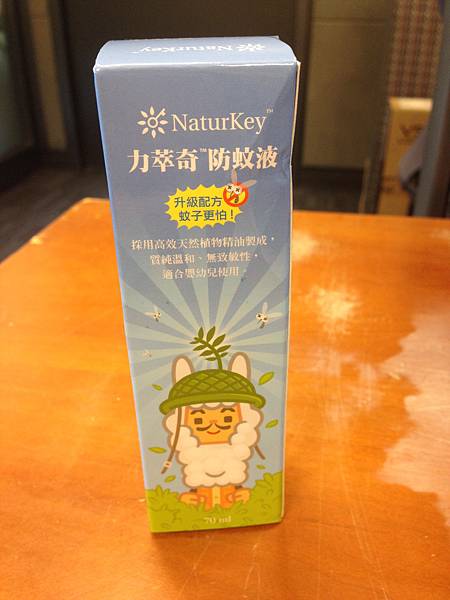 NaturKey
NaturKey™
力萃奇™防蚊液
升級配方
蚊子更怕！
採用高效天然植物精油製成，
質純溫和、無致敏性，
適合嬰幼兒使用。
70 ml